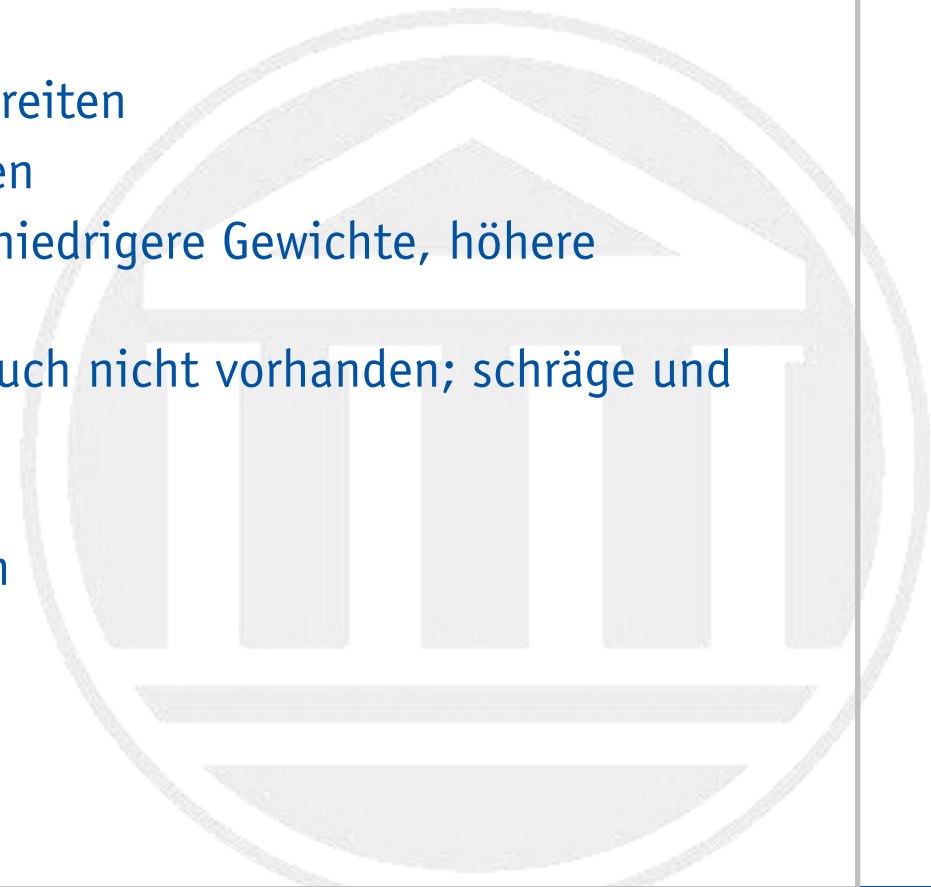 reiten
en
niedrigere Gewichte, höhere
uch nicht vorhanden; schräge und
n